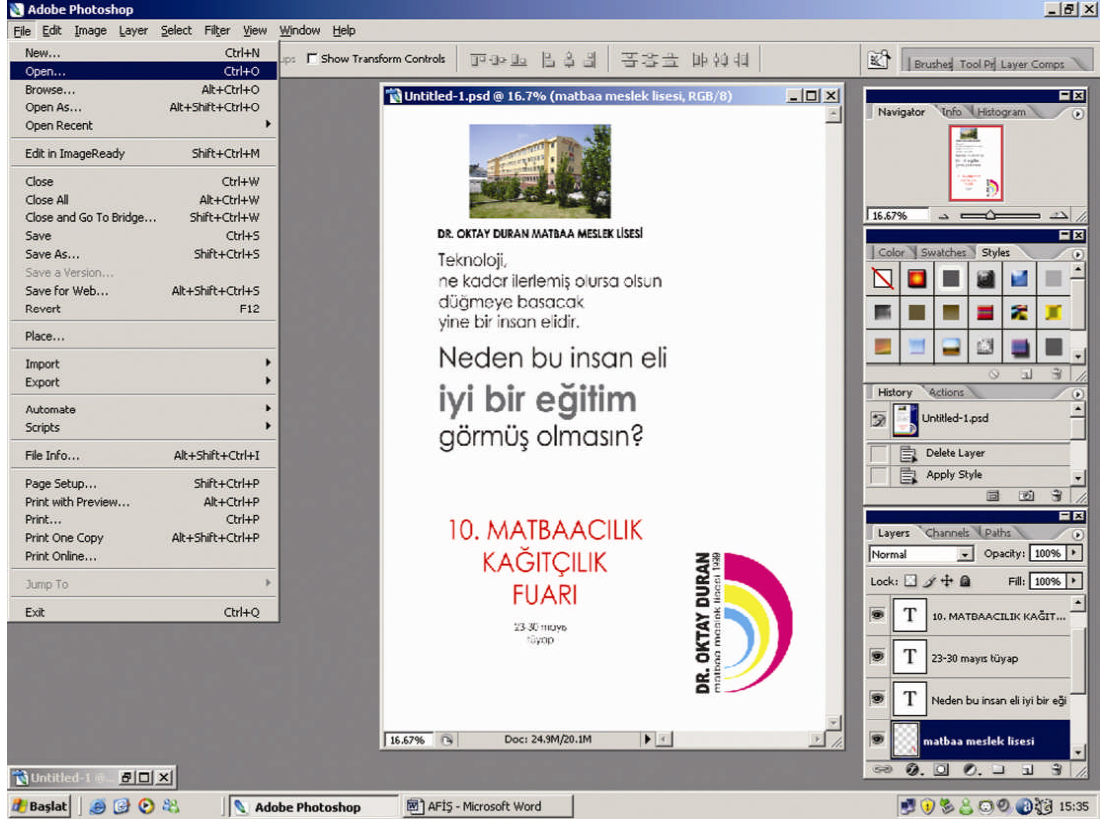 Adobe Photoshop
File Edit Image Layer Select Filter View Window Help
Show Transform Controls
Brushes Tool Pr Layer Comps
New... Ctrl+N
Open... Ctrl+O
Browse... Alt+Ctrl+O
Open As... Alt+Shift+Ctrl+O
Open Recent
Edit in ImageReady Shift+Ctrl+M
Close Ctrl+W
Close All Alt+Ctrl+W
Close and Go To Bridge... Shift+Ctrl+W
Save Ctrl+S
Save As... Shift+Ctrl+S
Save a Version...
Save for Web... Alt+Shift+Ctrl+S
Revert F12
Place...
Import
Export
Automate
Scripts
File Info... Alt+Shift+Ctrl+I
Page Setup... Shift+Ctrl+P
Print with Preview... Alt+Ctrl+P
Print... Ctrl+P
Print One Copy Alt+Shift+Ctrl+P
Print Online...
Jump To
Exit Ctrl+Q
Untitled-1.psd @ 16.7% (matbaa meslek lisesi, RGB/8)
DR. OKTAY DURAN MATBAA MESLEK LİSESİ
Teknoloji,
ne kadar ilerlemiş olursa olsun
düğmeye basacak
yine bir insan elidir.
Neden bu insan eli
iyi bir eğitim
görmüş olmasın?
10. MATBAACILIK
KAĞITÇILIK
FUARI
23-30 mayıs
tüyap
DR. OKTAY DURAN
matbaa meslek lisesi 1999
16.67% Doc: 24.9M/20.1M
Navigator Info Histogram
16.67%
Color Swatches Styles
History Actions
Untitled-1.psd
Delete Layer
Apply Style
Layers Channels Paths
Normal Opacity: 100%
Lock: Fill: 100%
10. MATBAACILIK KAĞIT...
23-30 mayıs tüyap
Neden bu insan eli iyi bir eği
matbaa meslek lisesi
Untitled-1 @...
Başlat Adobe Photoshop AFİŞ - Microsoft Word 15:35